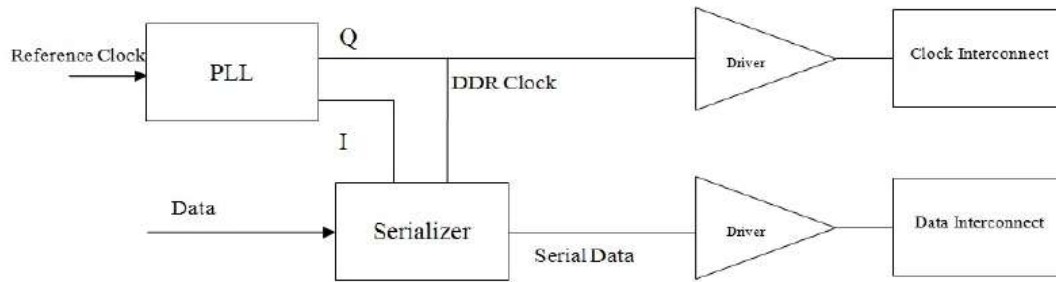 Reference Clock
PLL
Q
I
DDR Clock
Driver
Clock Interconnect
Data
Serializer
Serial Data
Driver
Data Interconnect